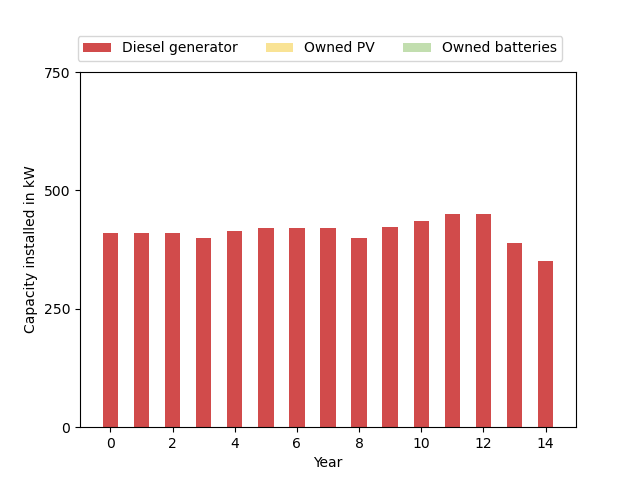 Diesel generator Owned PV Owned batteries
750
500
250
0
Capacity installed in kW
0 2 4 6 8 10 12 14
Year